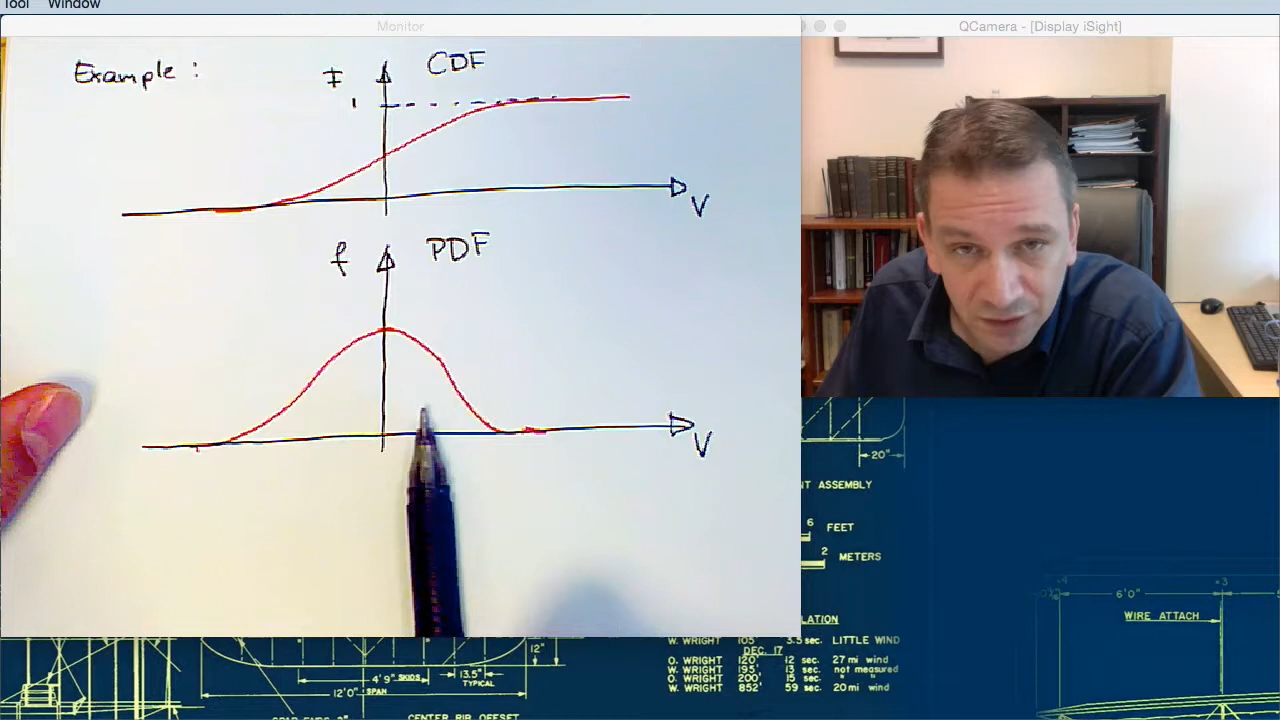 Tool Window
Monitor
QCamera - [Display iSight]
Example :
F
CDF
1
V
f
PDF
V
20"
NT ASSEMBLY
6 FEET
2 METERS
LATION
W. WRIGHT 105' 3.5 sec. LITTLE WIND
DEC. 17
O. WRIGHT 120' 12 sec. 27 mi wind
W. WRIGHT 195' 13 sec. not measured
O. WRIGHT 200' 15 sec. " "
W. WRIGHT 852' 59 sec. 20 mi wind
6'0"
3
WIRE ATTACH
12"
4'9" SKIDS
13.5" TYPICAL
12'0" SPAN
CENTER RIB OFFSET